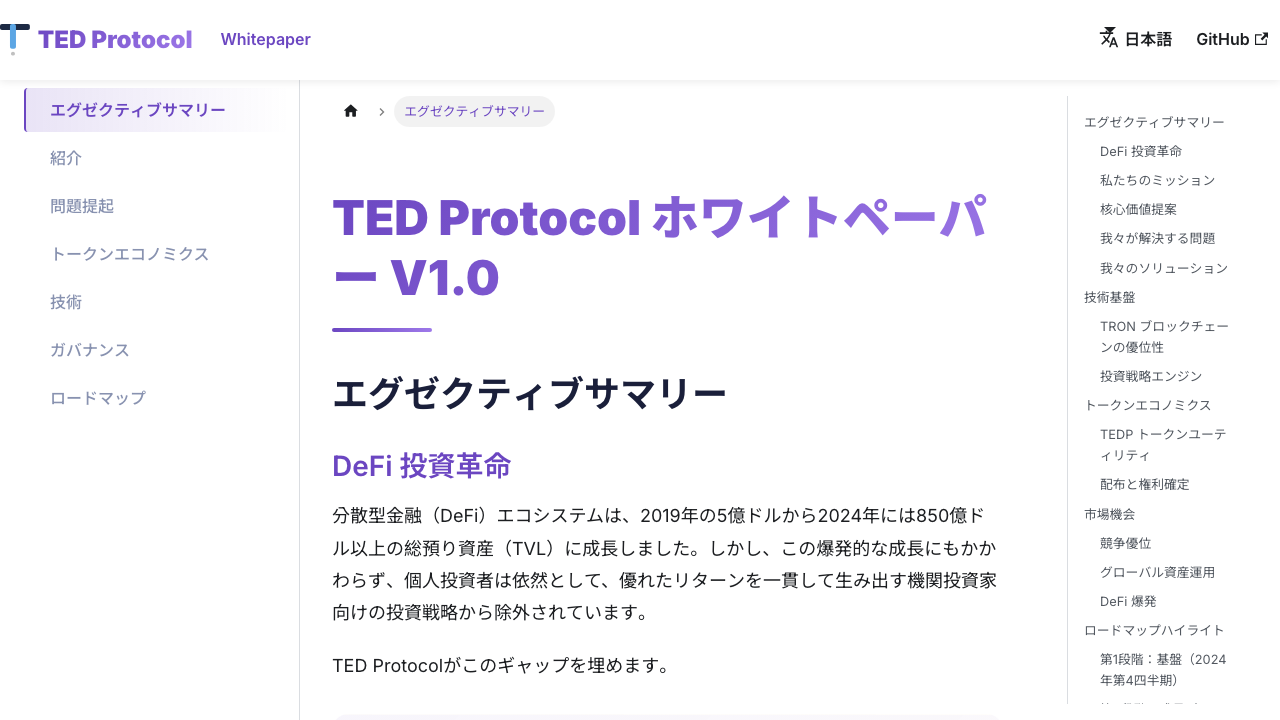 TED Protocol
Whitepaper
日本語
GitHub
エグゼクティブサマリー
紹介
問題提起
トークンエコノミクス
技術
ガバナンス
ロードマップ
エグゼクティブサマリー
TED Protocol ホワイトペーパ
ー V1.0
エグゼクティブサマリー
DeFi 投資革命
分散型金融（DeFi）エコシステムは、2019年の5億ドルから2024年には850億ド
ル以上の総預り資産（TVL）に成長しました。しかし、この爆発的な成長にもかか
わらず、個人投資者は依然として、優れたリターンを一貫して生み出す機関投資家
向けの投資戦略から除外されています。
TED Protocolがこのギャップを埋めます。
エグゼクティブサマリー
DeFi 投資革命
私たちのミッション
核心価値提案
我々が解決する問題
我々のソリューション
技術基盤
TRON ブロックチェー
ンの優位性
投資戦略エンジン
トークンエコノミクス
TEDP トークンユーテ
ィリティ
配布と権利確定
市場機会
競争優位
グローバル資産運用
DeFi 爆発
ロードマップハイライト
第1段階：基盤（2024
年第4四半期）